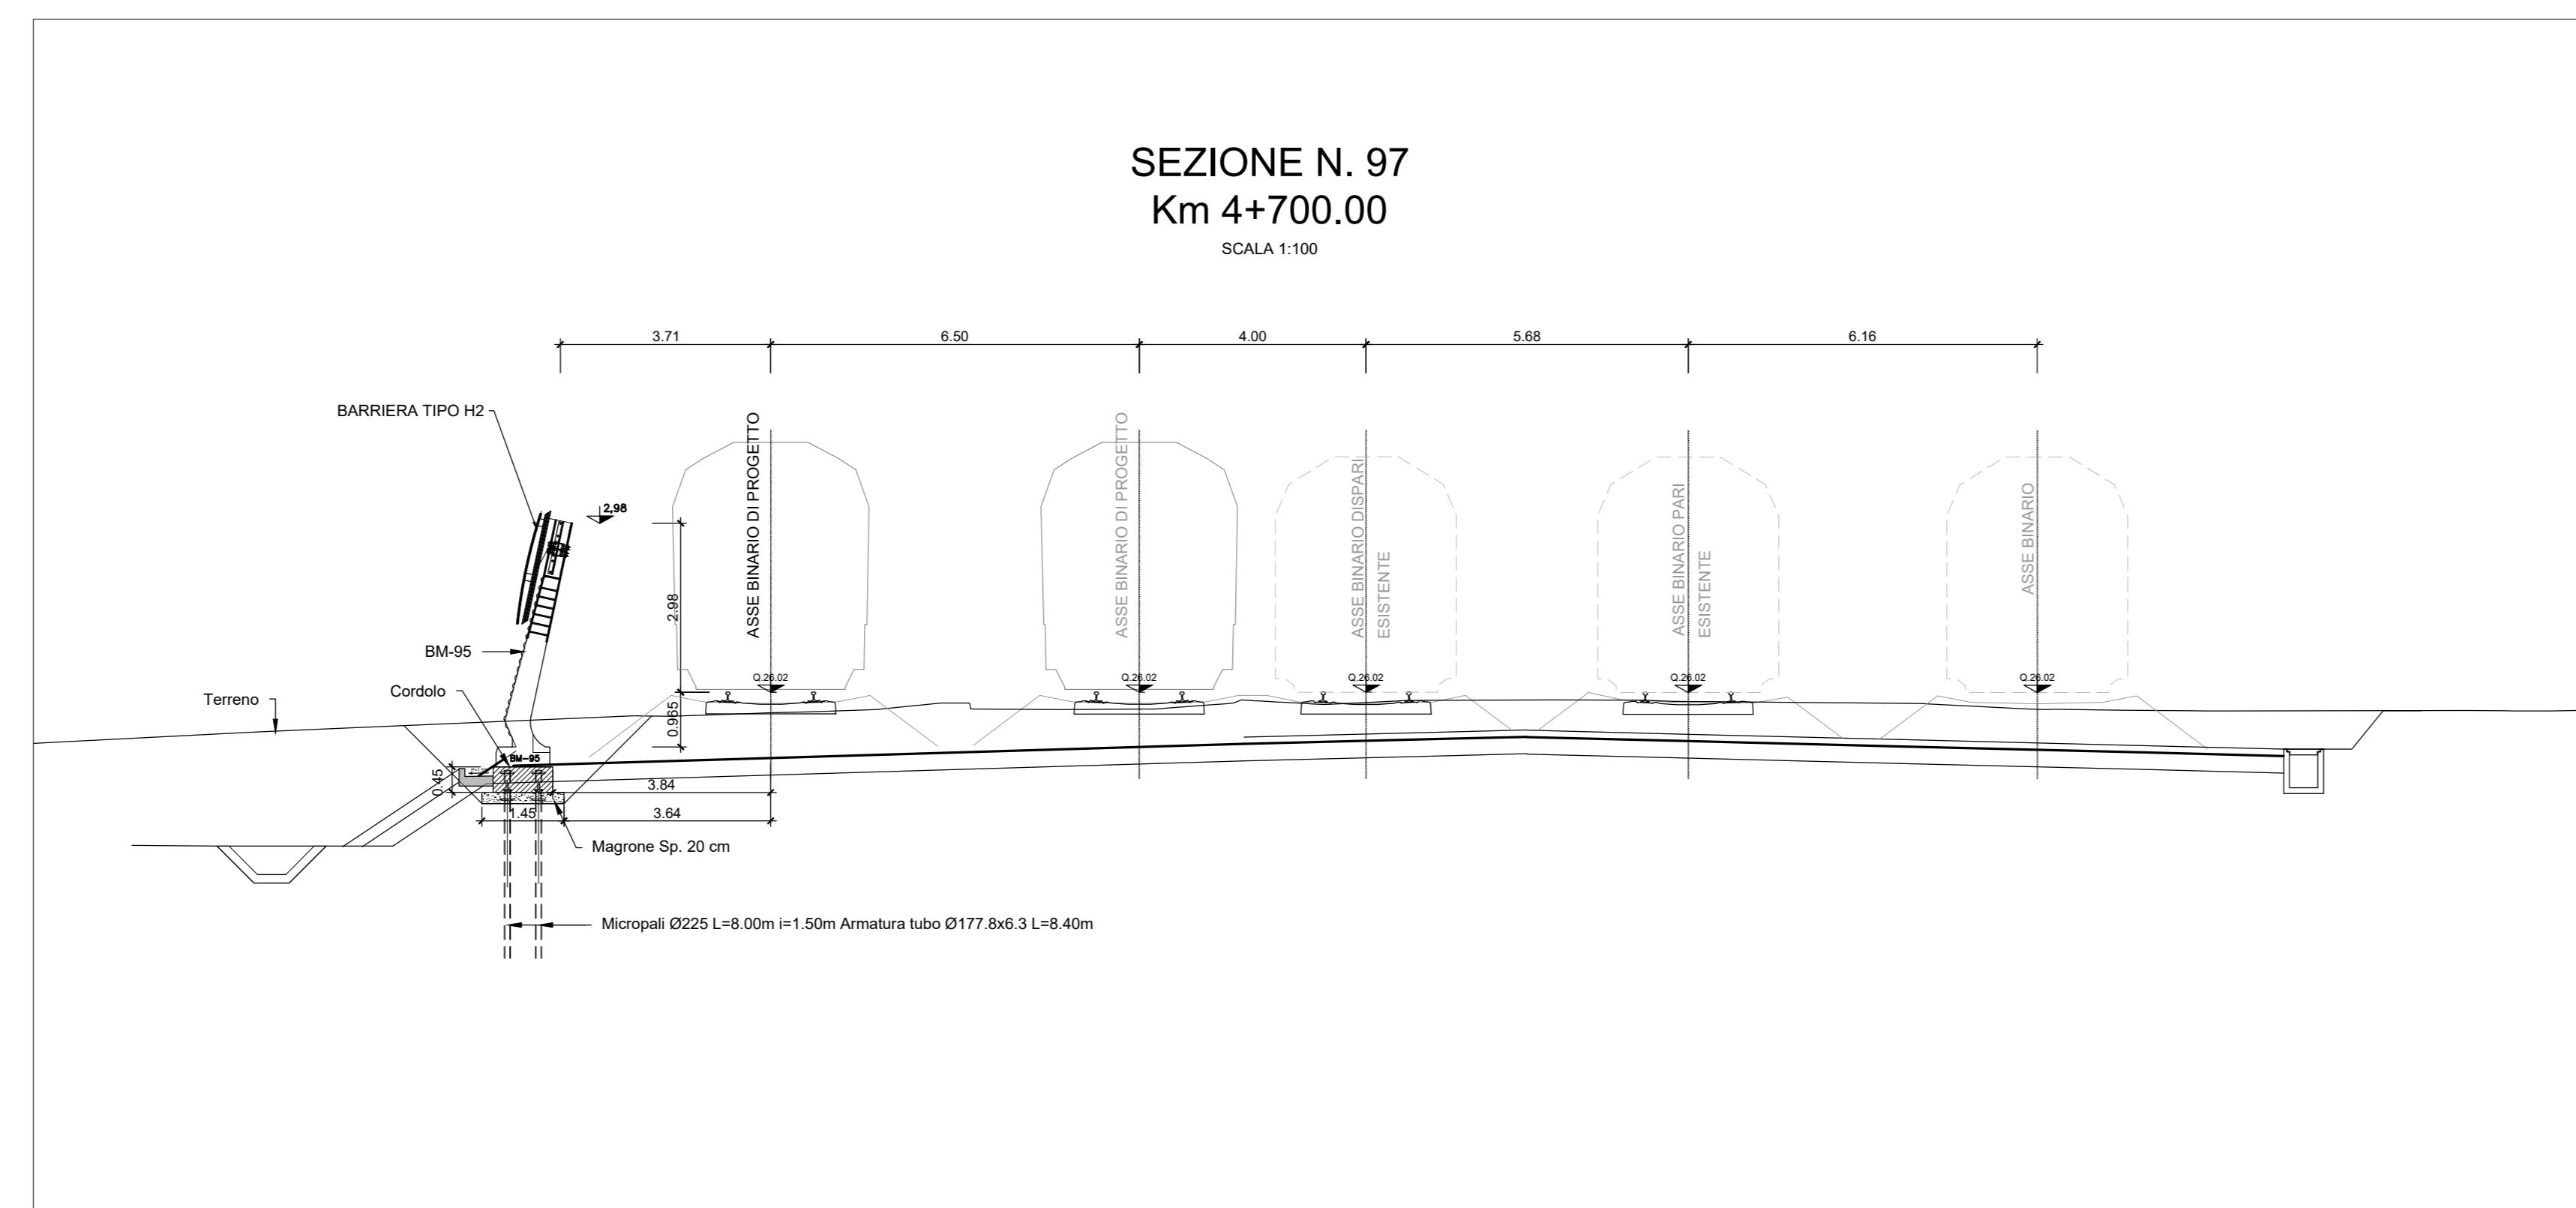 SEZIONE N. 97
Km 4+700.00
SCALA 1:100
3.71
6.50
4.00
5.68
6.16
BARRIERA TIPO H2
2,98
ASSE BINARIO DI PROGETTO
ASSE BINARIO DI PROGETTO
ASSE BINARIO DISPARI
ESISTENTE
ASSE BINARIO PARI
ESISTENTE
ASSE BINARIO
2.98
BM-95
Cordolo
Terreno
Q.26.02
Q.26.02
Q.26.02
Q.26.02
Q.26.02
0.965
BM-95
0.45
3.84
1.45
3.64
Magrone Sp. 20 cm
Micropali Ø225 L=8.00m i=1.50m Armatura tubo Ø177.8x6.3 L=8.40m